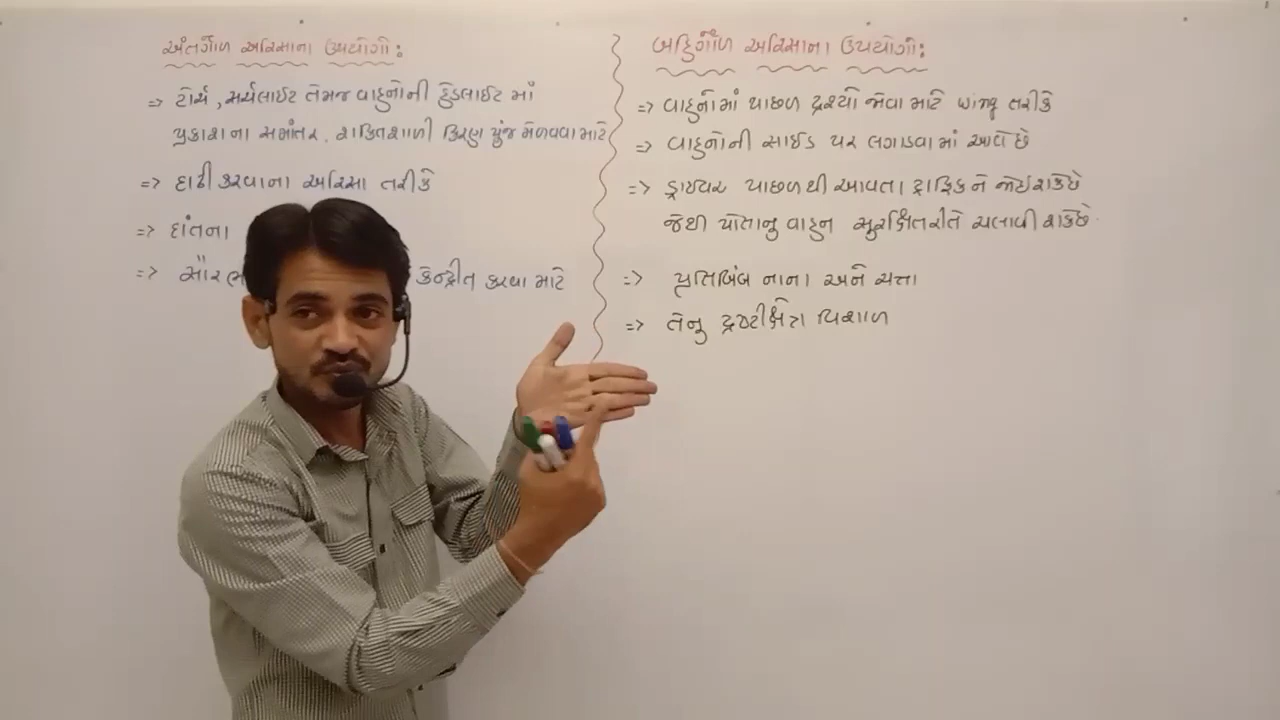 અંતર્ગોળ અરિસાના ઉપયોગો :
=> ટોર્ચ, સર્ચલાઈટ તેમજ વાહનોની હેડલાઈટ માં
પ્રકાશના સમાંતર, શક્તિશાળી કિરણ પુંજ મેળવવા માટે
=> દાઢી કરવાના અરિસા તરીકે
=> દાંતના
=> સૌર ભ કેન્દ્રીત કરવા માટે
બહિર્ગોળ અરિસાના ઉપયોગો :
=> વાહનોમાં પાછળ દ્રશ્યો જોવા માટે wing તરીકે
=> વાહનોની સાઈડ પર લગાડવામાં આવે છે
=> ડ્રાઈવર પાછળથી આવતા ટ્રાફિકને જોઈ શકે છે
જેથી પોતાનુ વાહન સુરક્ષિત રીતે ચલાવી શકે છે.
=> પ્રતિબિંબ નાના અને ચત્તા
=> તેનુ દ્રષ્ટીક્ષેત્ર વિશાળ